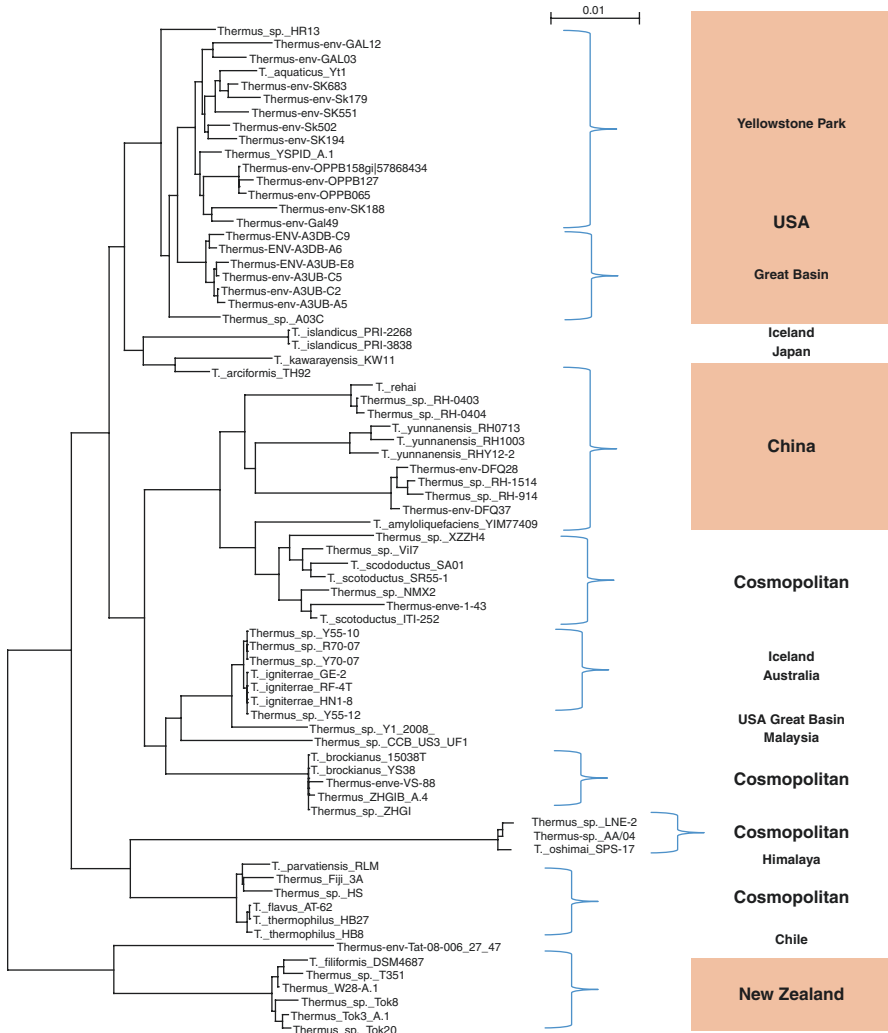 0.01
Thermus_sp._HR13
Thermus-env-GAL12
Thermus-env-GAL03
T._aquaticus_Yt1
Thermus-env-SK683
Thermus-env-Sk179
Thermus-env-SK551
Thermus-env-Sk502
Thermus-env-SK194
Thermus_YSPID_A.1
Thermus-env-OPPB158gi|57868434
Thermus-env-OPPB127
Thermus-env-OPPB065
Thermus-env-SK188
Thermus-env-Gal49
Yellowstone Park
USA
Thermus-ENV-A3DB-C9
Thermus-ENV-A3DB-A6
Thermus-ENV-A3UB-E8
Thermus-env-A3UB-C5
Thermus-env-A3UB-C2
Thermus-env-A3UB-A5
Thermus_sp._A03C
Great Basin
T._islandicus_PRI-2268
T._islandicus_PRI-3838
Iceland
T._kawarayensis_KW11
T._arciformis_TH92
Japan
T._rehai
Thermus_sp._RH-0403
Thermus_sp._RH-0404
T._yunnanensis_RH0713
T._yunnanensis_RH1003
T._yunnanensis_RHY12-2
Thermus-env-DFQ28
Thermus_sp._RH-1514
Thermus_sp._RH-914
Thermus-env-DFQ37
T._amyloliquefaciens_YIM77409
China
Thermus_sp._XZZH4
Thermus_sp._Vil7
T._scododuct­us_SA01
T._scotoductus_SR55-1
Thermus_sp._NMX2
Thermus-enve-1-43
T._scotoductus_ITI-252
Cosmopolitan
Thermus_sp._Y55-10
Thermus_sp._R70-07
Thermus_sp._Y70-07
T._igniterrae_GE-2
T._igniterrae_RF-4T
T._igniterrae_HN1-8
Thermus_sp._Y55-12
Iceland
Australia
Thermus_sp._Y1_2008_
USA Great Basin
Thermus_sp._CCB_US3_UF1
Malaysia
T._brockianus_15038T
T._brockianus_YS38
Thermus-enve-VS-88
Thermus_ZHGIB_A.4
Thermus_sp._ZHGI
Cosmopolitan
Thermus_sp._LNE-2
Thermus-sp._AA/04
T._oshimai_SPS-17
Cosmopolitan
T._parvatiensis_RLM
Himalaya
Thermus_Fiji_3A
Thermus_sp._HS
T._flavus_AT-62
T._thermophilus_HB27
T._thermophilus_HB8
Cosmopolitan
Thermus-env-Tat-08-006_27_47
Chile
T._filiformis_DSM4687
Thermus_sp._T351
Thermus_W28-A.1
Thermus_sp._Tok8
Thermus_Tok3_A.1
Thermus_sp._Tok20
New Zealand